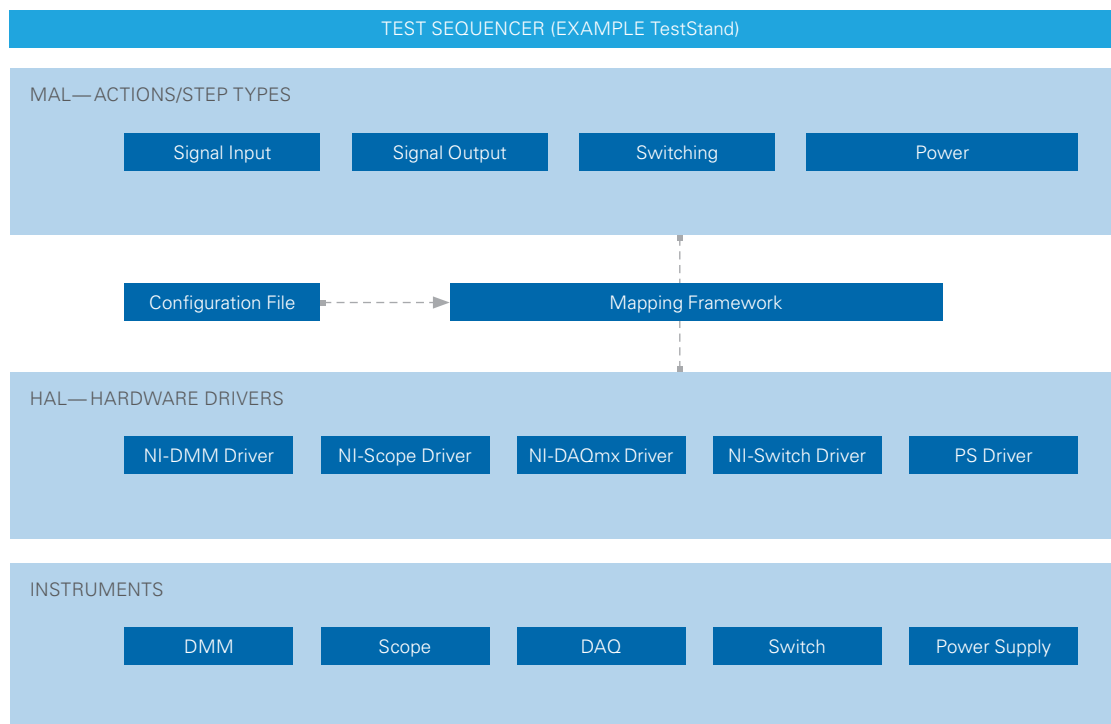 TEST SEQUENCER (EXAMPLE TestStand)
MAL—ACTIONS/STEP TYPES
Signal Input
Signal Output
Switching
Power
Configuration File
Mapping Framework
HAL—HARDWARE DRIVERS
NI-DMM Driver
NI-Scope Driver
NI-DAQmx Driver
NI-Switch Driver
PS Driver
INSTRUMENTS
DMM
Scope
DAQ
Switch
Power Supply